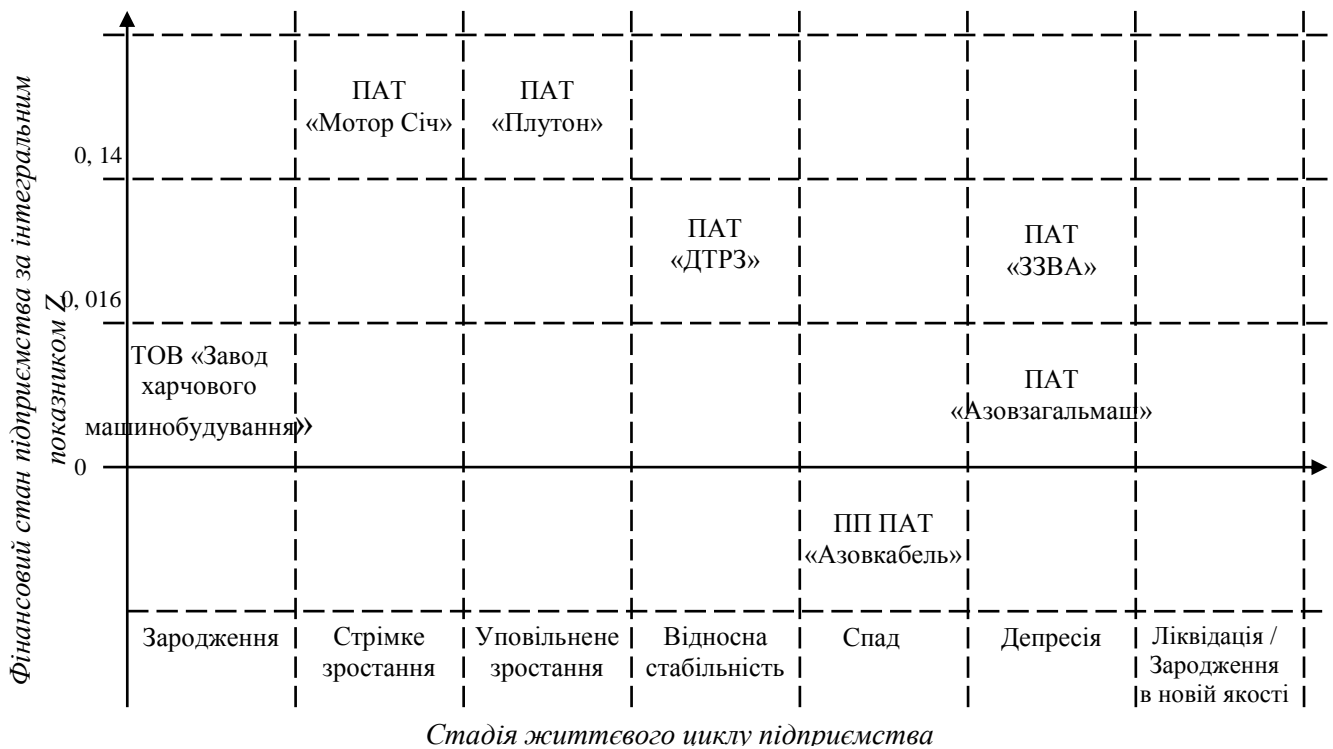 Фінансовий стан підприємства за інтегральним
показником Z
0, 14
0, 016
0
ПАТ
«Мотор Січ»
ПАТ
«Плутон»
ПАТ
«ДТРЗ»
ПАТ
«ЗЗВА»
ТОВ «Завод
харчового
машинобудування»
ПАТ
«Азовзагальмаш»
ПП ПАТ
«Азовкабель»
Зародження
Стрімке
зростання
Уповільнене
зростання
Відносна
стабільність
Спад
Депресія
Ліквідація /
Зародження
в новій якості
Стадія життєвого циклу підприємства